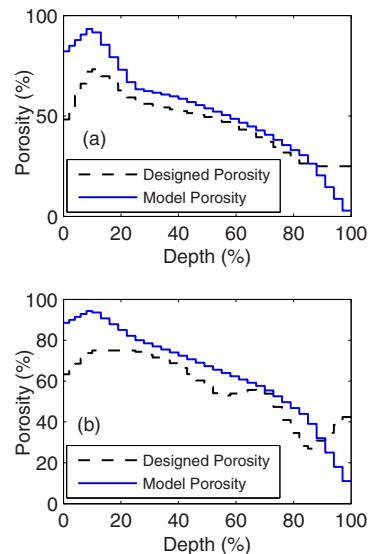 100
50
0
Porosity (%)
(a)
Designed Porosity
Model Porosity
0 20 40 60 80 100
Depth (%)
100
80
60
40
20
0
Porosity (%)
(b)
Designed Porosity
Model Porosity
0 20 40 60 80 100
Depth (%)